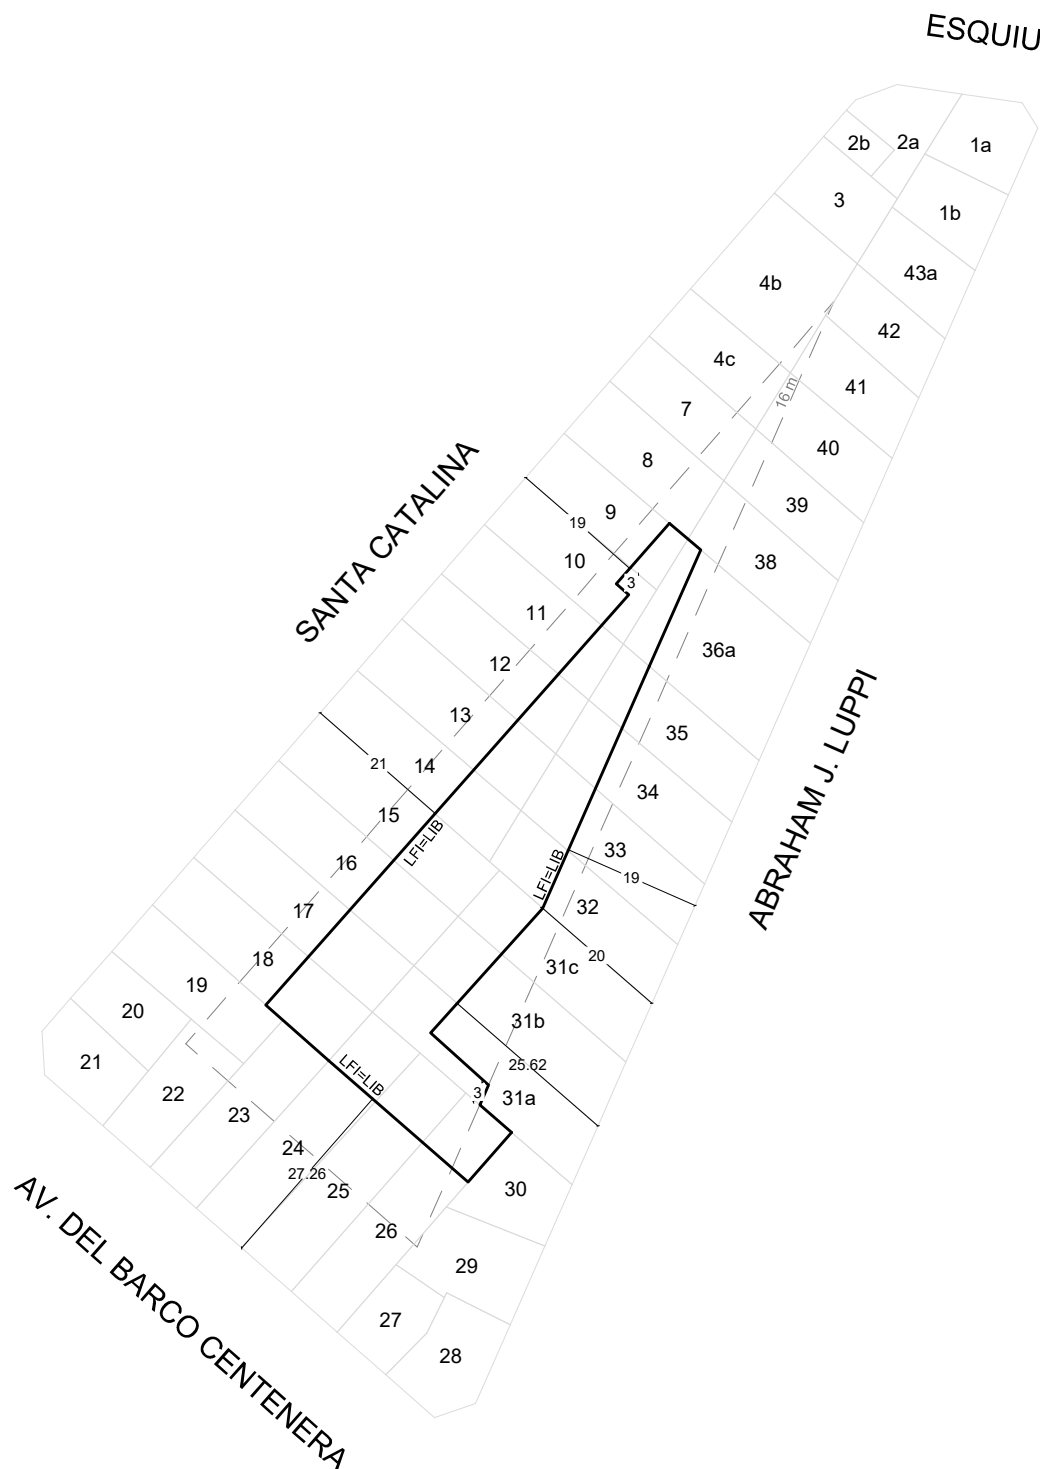 ESQUIU
2b
2a
1a
3
1b
43a
4b
42
4c
16 m
41
7
40
8
39
9
19
38
10
3
SANTA CATALINA
11
36a
12
13
35
ABRAHAM J. LUPPI
21
14
34
15
LFI=LIB
33
16
LFI=LIB
19
17
32
18
20
31c
19
20
31b
21
25.62
LFI=LIB
22
3
31a
23
24
27.26
25
30
26
29
AV. DEL BARCO CENTENERA
27
28